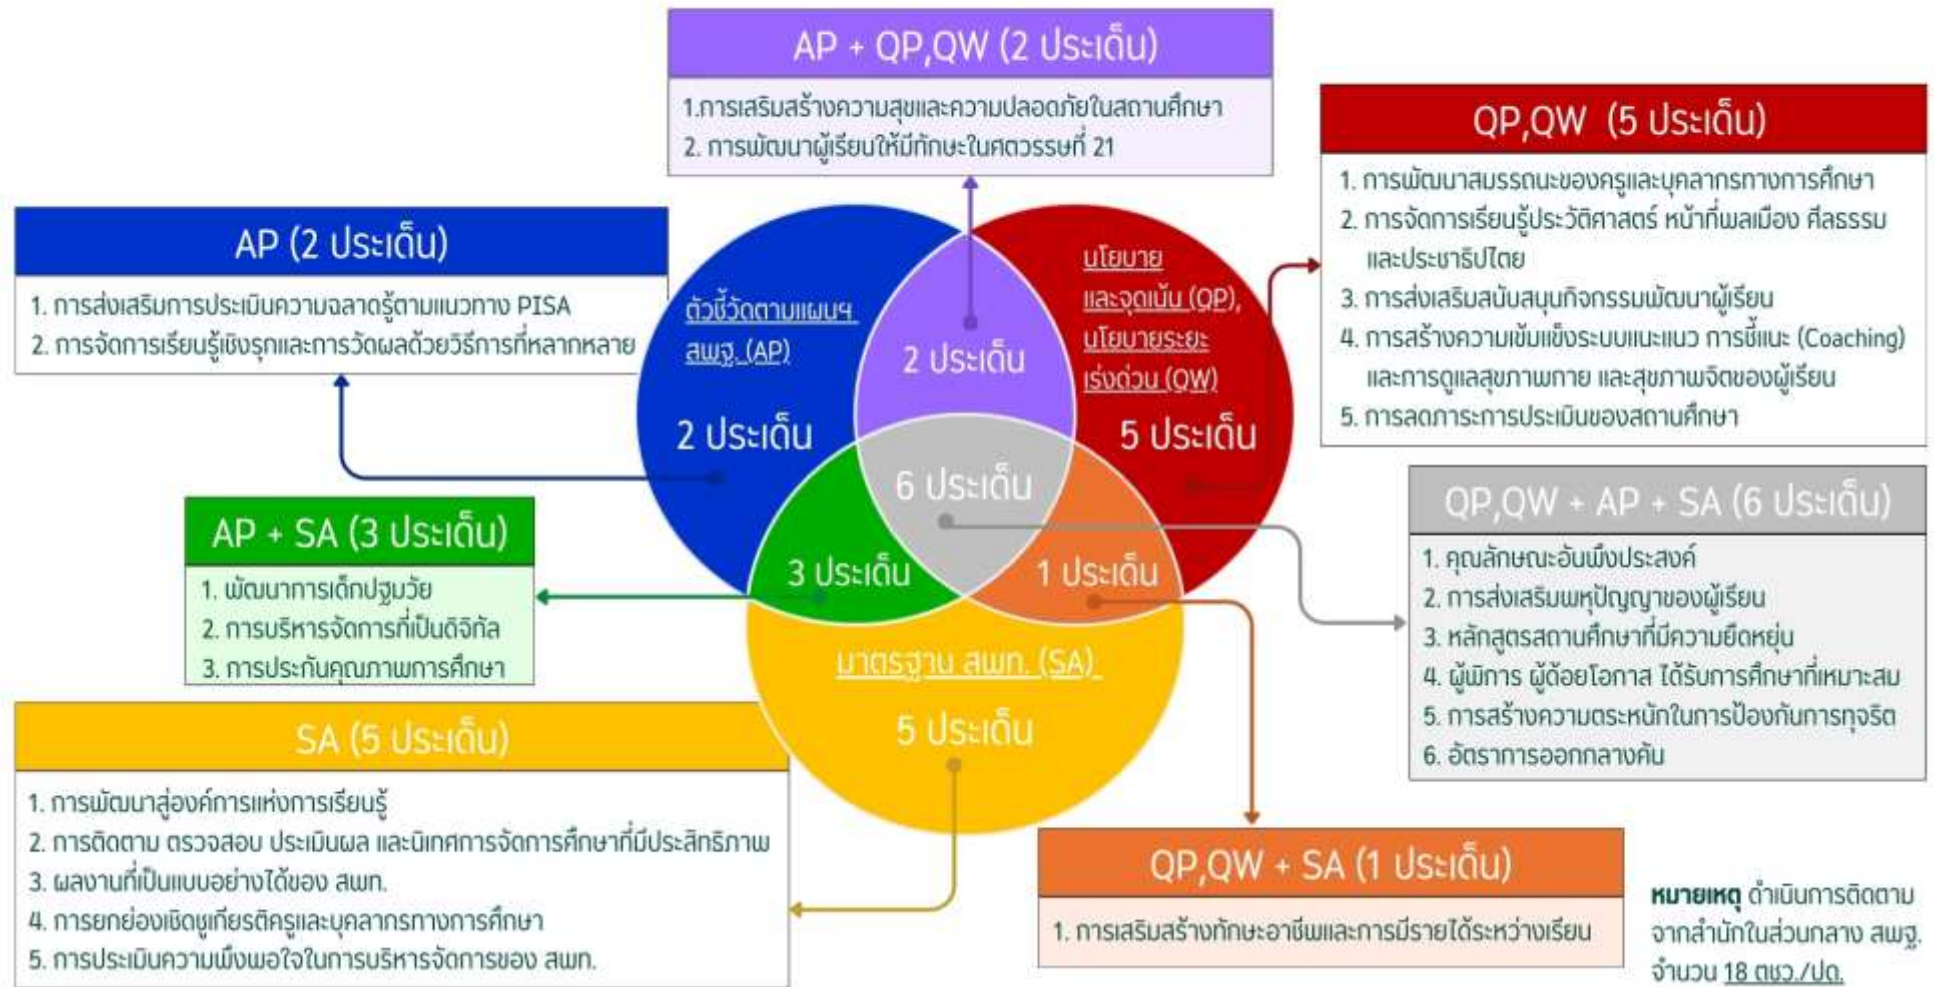 AP + QP,QW (2 ประเด็น)
1.การเสริมสร้างความสุขและความปลอดภัยในสถานศึกษา
2. การพัฒนาผู้เรียนให้มีทักษะในศตวรรษที่ 21
QP,QW (5 ประเด็น)
1. การพัฒนาสมรรถนะของครูและบุคลากรทางการศึกษา
2. การจัดการเรียนรู้ประวัติศาสตร์ หน้าที่พลเมือง ศีลธรรม
และประชาธิปไตย
3. การส่งเสริมสนับสนุนกิจกรรมพัฒนาผู้เรียน
4. การสร้างความเข้มแข็งระบบแนะแนว การชี้แนะ (Coaching)
และการดูแลสุขภาพกาย และสุขภาพจิตของผู้เรียน
5. การลดภาระการประเมินของสถานศึกษา
AP (2 ประเด็น)
1. การส่งเสริมการประเมินความฉลาดรู้ตามแนวทาง PISA
2. การจัดการเรียนรู้เชิงรุกและการวัดผลด้วยวิธีการที่หลากหลาย
ตัวชี้วัดตามแผนฯ
สพฐ. (AP)
2 ประเด็น
2 ประเด็น
นโยบาย
และจุดเน้น (QP),
นโยบายระยะ
เร่งด่วน (QW)
5 ประเด็น
6 ประเด็น
3 ประเด็น
1 ประเด็น
มาตรฐาน สพท. (SA)
5 ประเด็น
AP + SA (3 ประเด็น)
1. พัฒนาการเด็กปฐมวัย
2. การบริหารจัดการที่เป็นดิจิทัล
3. การประกันคุณภาพการศึกษา
QP,QW + AP + SA (6 ประเด็น)
1. คุณลักษณะอันพึงประสงค์
2. การส่งเสริมพหุปัญญาของผู้เรียน
3. หลักสูตรสถานศึกษาที่มีความยืดหยุ่น
4. ผู้พิการ ผู้ด้อยโอกาส ได้รับการศึกษาที่เหมาะสม
5. การสร้างความตระหนักในการป้องกันการทุจริต
6. อัตราการออกกลางคัน
SA (5 ประเด็น)
1. การพัฒนาสู่องค์การแห่งการเรียนรู้
2. การติดตาม ตรวจสอบ ประเมินผล และนิเทศการจัดการศึกษาที่มีประสิทธิภาพ
3. ผลงานที่เป็นแบบอย่างได้ของ สพท.
4. การยกย่องเชิดชูเกียรติครูและบุคลากรทางการศึกษา
5. การประเมินความพึงพอใจในการบริหารจัดการของ สพท.
QP,QW + SA (1 ประเด็น)
1. การเสริมสร้างทักษะอาชีพและการมีรายได้ระหว่างเรียน
หมายเหตุ ดำเนินการติดตาม
จากสำนักในส่วนกลาง สพฐ.
จำนวน 18 ตชว./ปด.